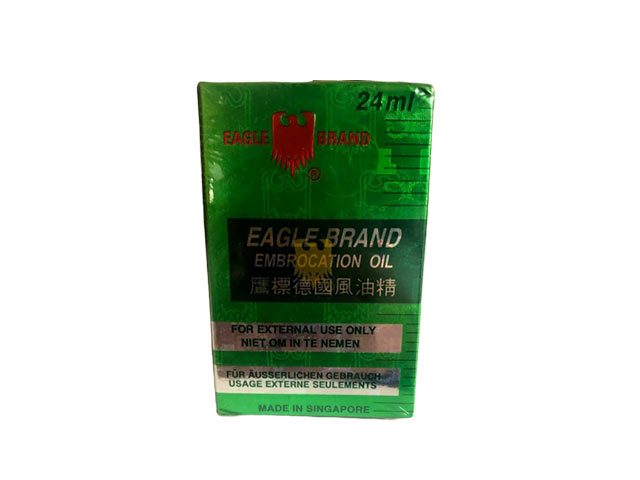 24ml
EAGLE BRAND
®
EAGLE BRAND
EMBROCATION OIL
鷹標德國風油精
FOR EXTERNAL USE ONLY
NIET OM IN TE NEMEN
FÜR ÄUSSERLICHEN GEBRAUCH
USAGE EXTERNE SEULEMENTS
MADE IN SINGAPORE